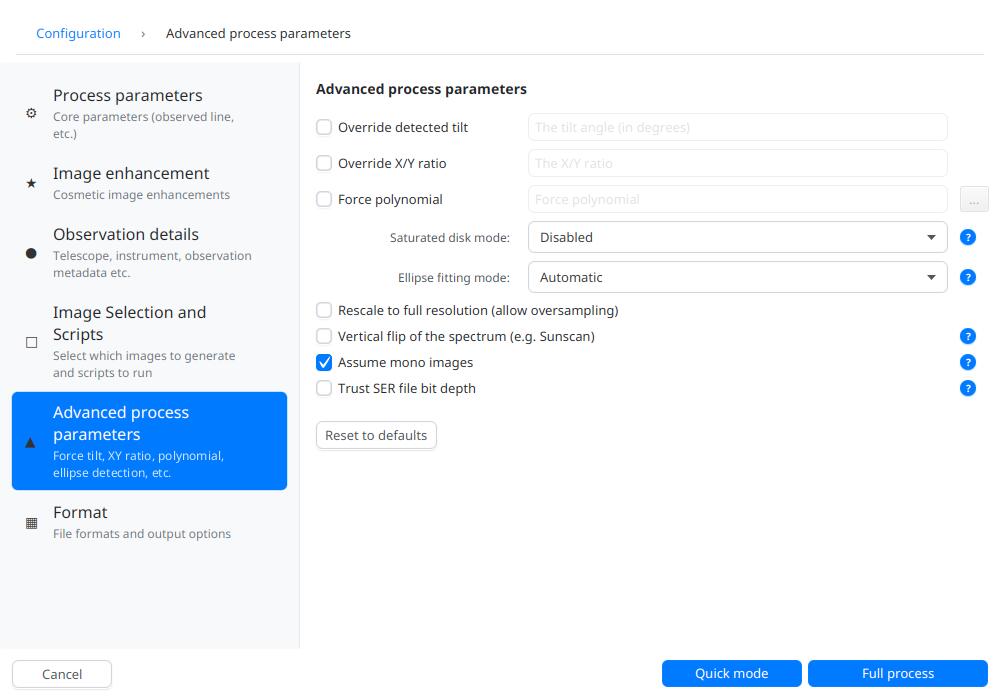 Configuration › Advanced process parameters
Process parameters
Core parameters (observed line,
etc.)
Image enhancement
Cosmetic image enhancements
Observation details
Telescope, instrument, observation
metadata etc.
Image Selection and
Scripts
Select which images to generate
and scripts to run
Advanced process
parameters
Force tilt, XY ratio, polynomial,
ellipse detection, etc.
Format
File formats and output options
Advanced process parameters
Override detected tilt The tilt angle (in degrees)
Override X/Y ratio The X/Y ratio
Force polynomial Force polynomial ...
Saturated disk mode: Disabled ?
Ellipse fitting mode: Automatic ?
Rescale to full resolution (allow oversampling)
Vertical flip of the spectrum (e.g. Sunscan) ?
Assume mono images ?
Trust SER file bit depth ?
Reset to defaults
Cancel Quick mode Full process